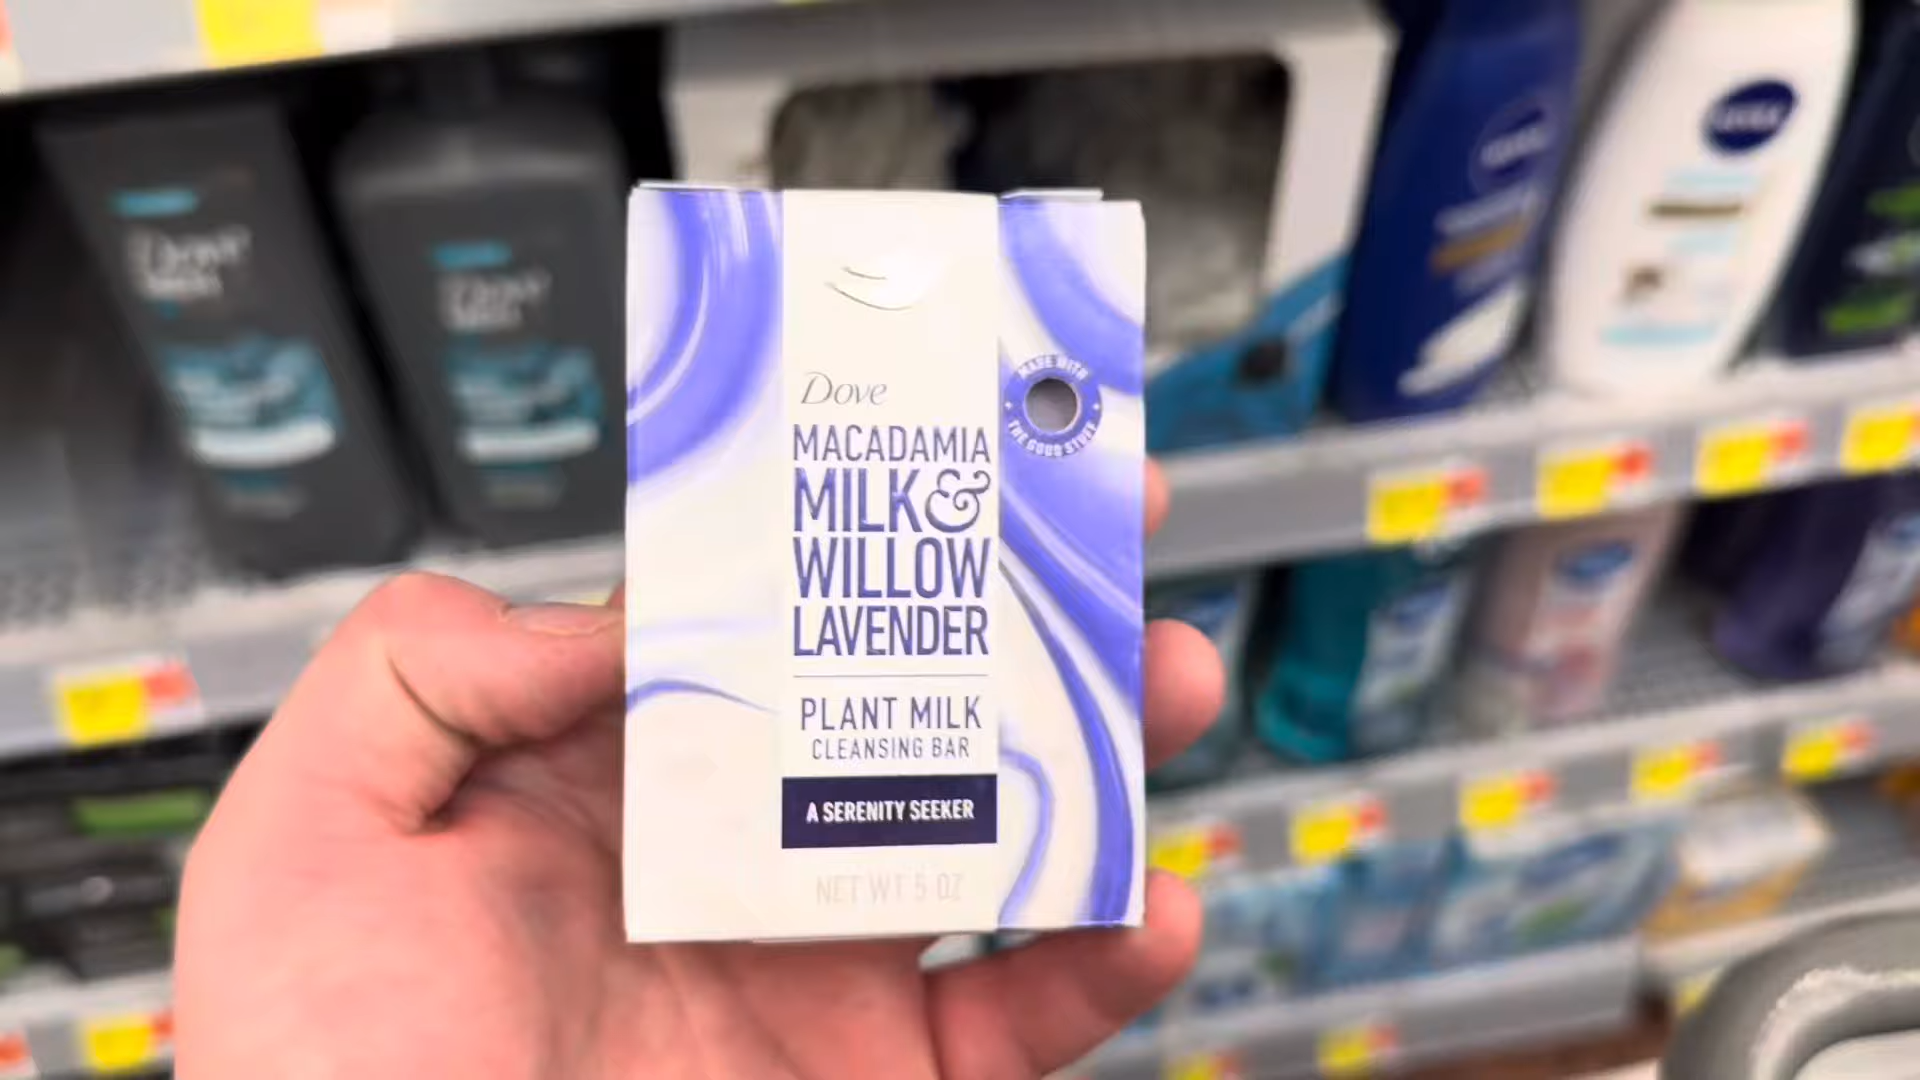 Dove
MACADAMIA
MILK &
WILLOW
LAVENDER
PLANT MILK
CLEANSING BAR
A SERENITY SEEKER
NET WT 5 OZ
MADE WITH
THE GOOD STUFF
NIVEA